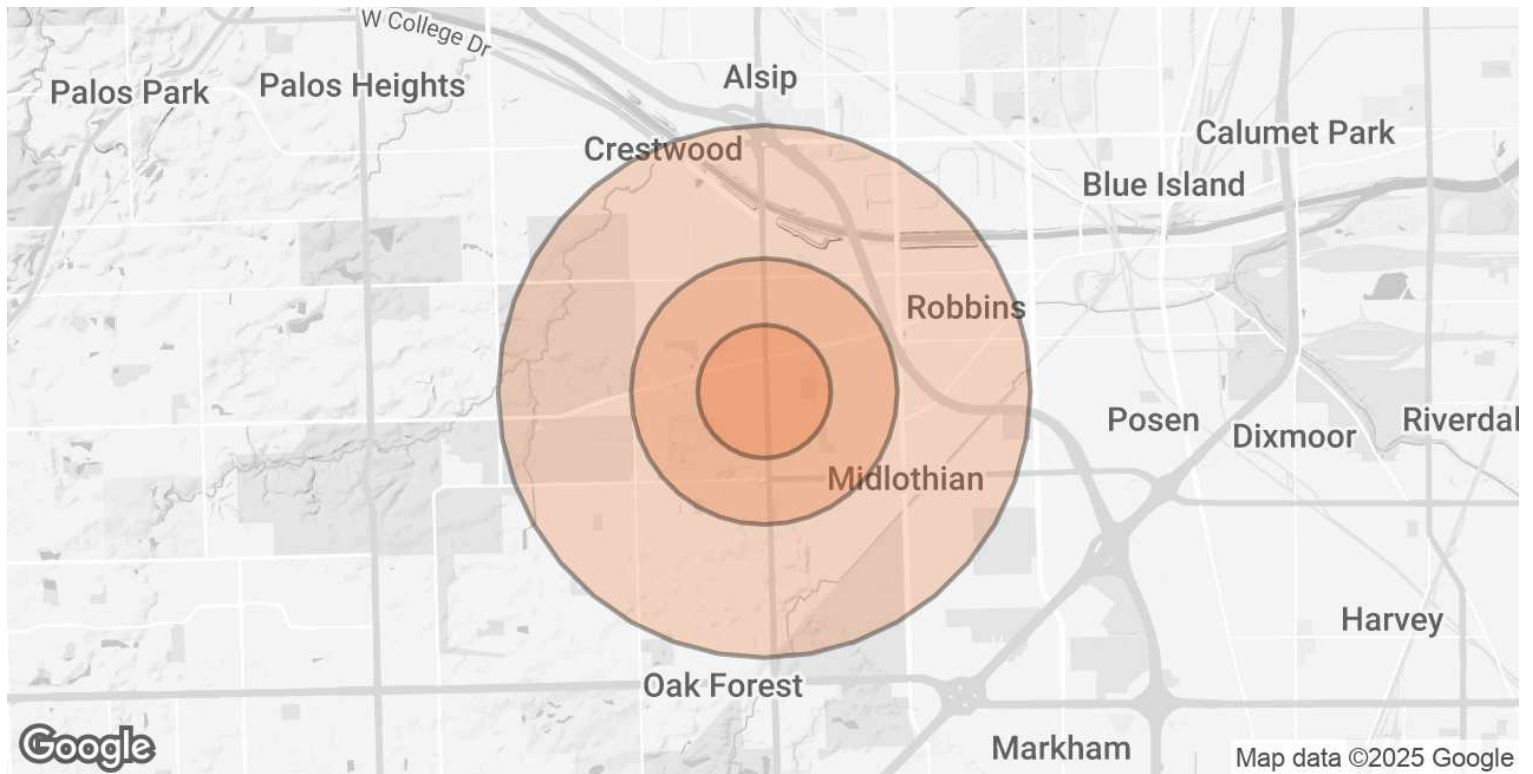 W College Dr
Alsip
Palos Park
Palos Heights
Calumet Park
Crestwood
Blue Island
Robbins
Posen
Dixmoor
Riverdal
Midlothian
Harvey
Oak Forest
Markham
Google
Map data ©2025 Google